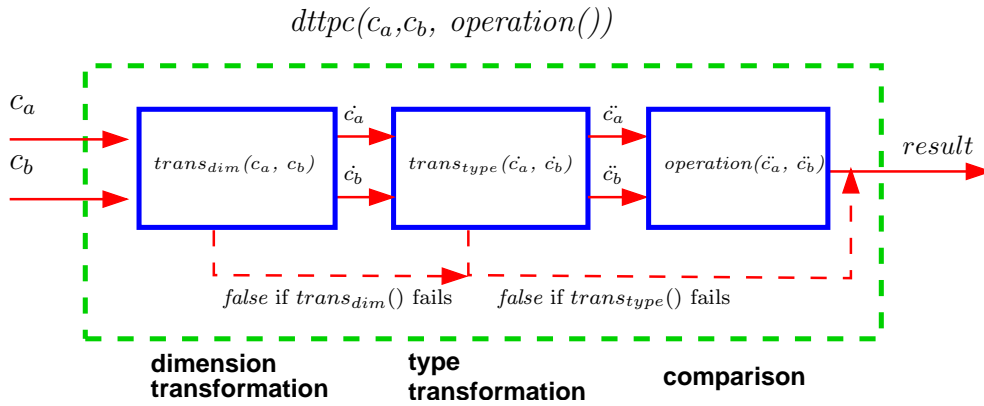 dttpc(c_a,c_b, operation())
c_a
c_b
trans_dim(c_a, c_b)
ċ_a
ċ_b
trans_type(ċ_a, ċ_b)
c̈_a
c̈_b
operation(c̈_a, c̈_b)
result
false if trans_dim() fails
false if trans_type() fails
dimension
transformation
type
transformation
comparison